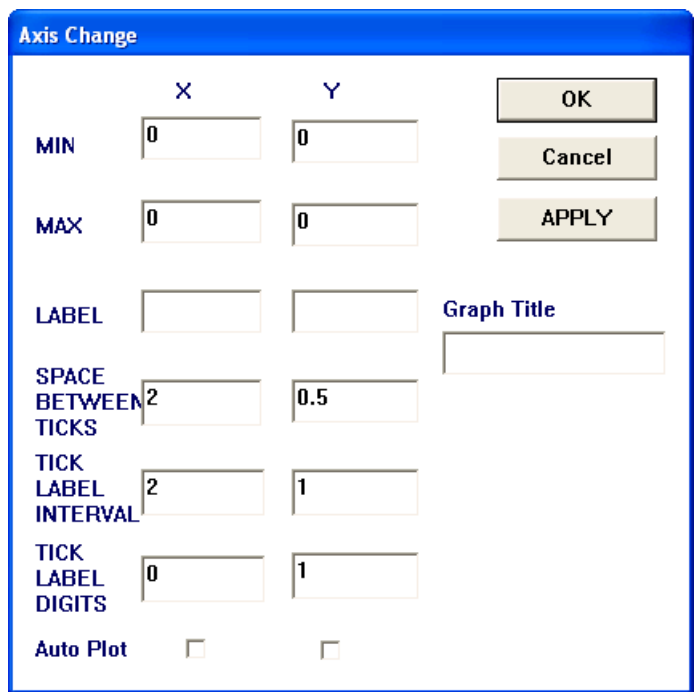 Axis Change
X Y
OK
MIN 0 0
Cancel
MAX 0 0
APPLY
LABEL
Graph Title
SPACE
BETWEEN 2 0.5
TICKS
TICK
LABEL 2 1
INTERVAL
TICK
LABEL 0 1
DIGITS
Auto Plot